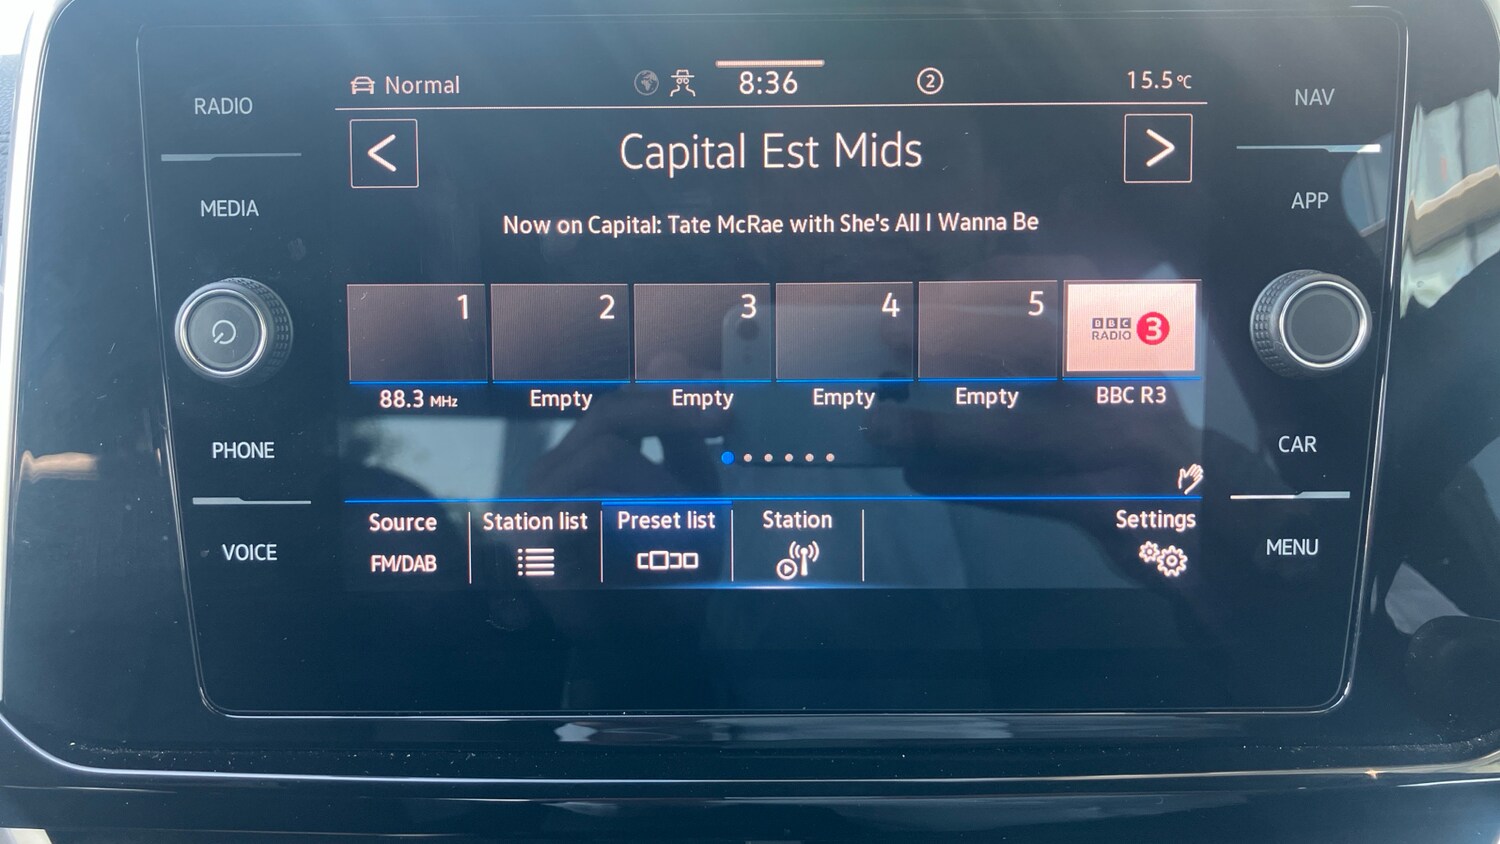 RADIO
MEDIA
PHONE
VOICE
Normal
8:36
2
15.5°C
Capital Est Mids
Now on Capital: Tate McRae with She's All I Wanna Be
1
2
3
4
5
BBC
RADIO 3
88.3 MHz
Empty
Empty
Empty
Empty
BBC R3
Source
FM/DAB
Station list
Preset list
Station
Settings
NAV
APP
CAR
MENU